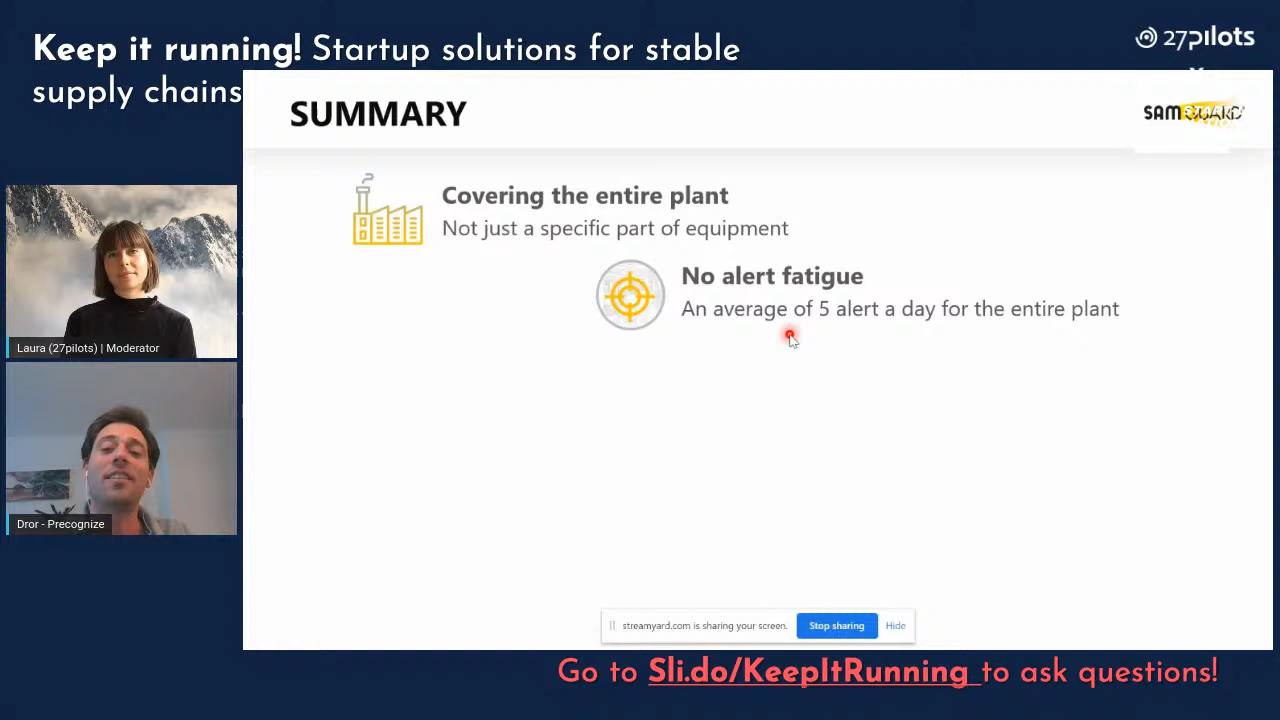 Keep it running! Startup solutions for stable
supply chains
27pilots
SUMMARY
SAM GUARD
Covering the entire plant
Not just a specific part of equipment
No alert fatigue
An average of 5 alert a day for the entire plant
Laura (27pilots) | Moderator
Dror - Precognize
streamyard.com is sharing your screen.
Stop sharing
Hide
Go to Sli.do/KeepItRunning to ask questions!